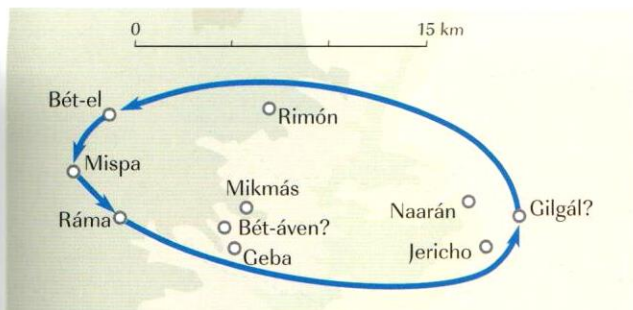 0 15 km
Bét-el
Rimón
Mispa
Mikmás
Naarán
Gilgál?
Ráma
Bét-áven?
Geba
Jericho